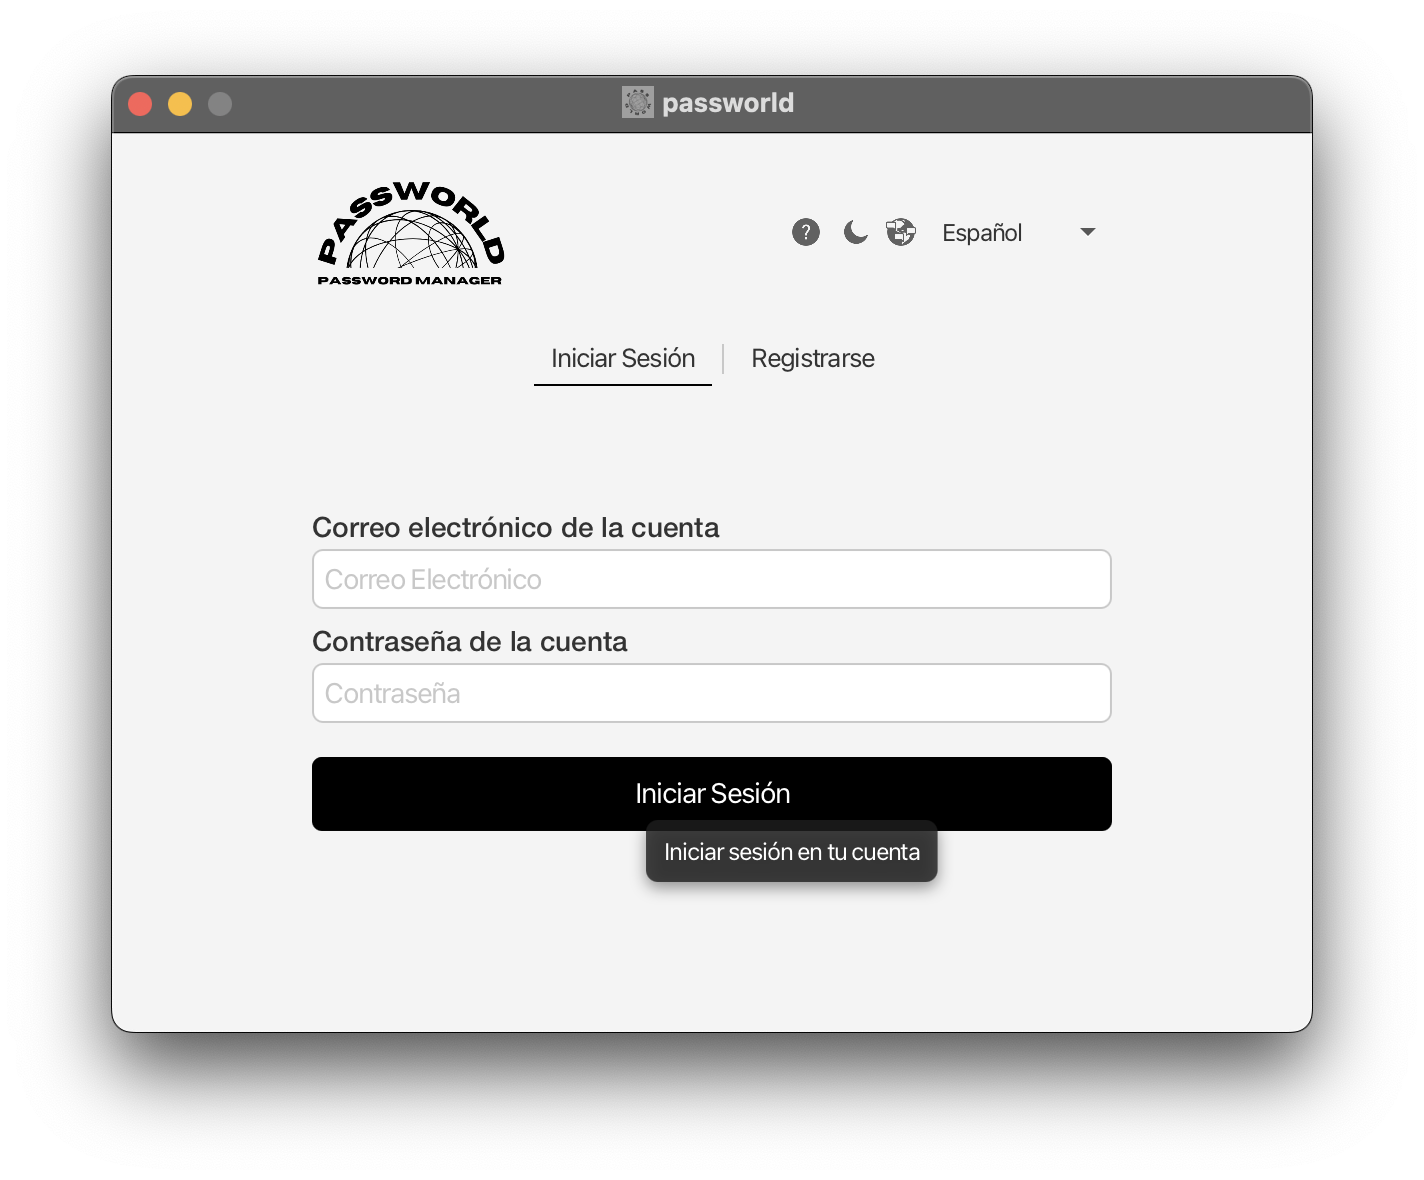 passworld
PASSWORLD
PASSWORD MANAGER
?
Español
Iniciar Sesión
Registrarse
Correo electrónico de la cuenta
Correo Electrónico
Contraseña de la cuenta
Contraseña
Iniciar Sesión
Iniciar sesión en tu cuenta